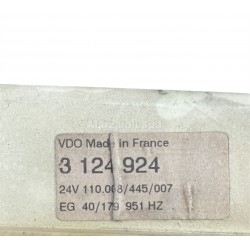 VDO Made in France
3 124 924
24V 110.008/445/007
EG 40/179 951 HZ